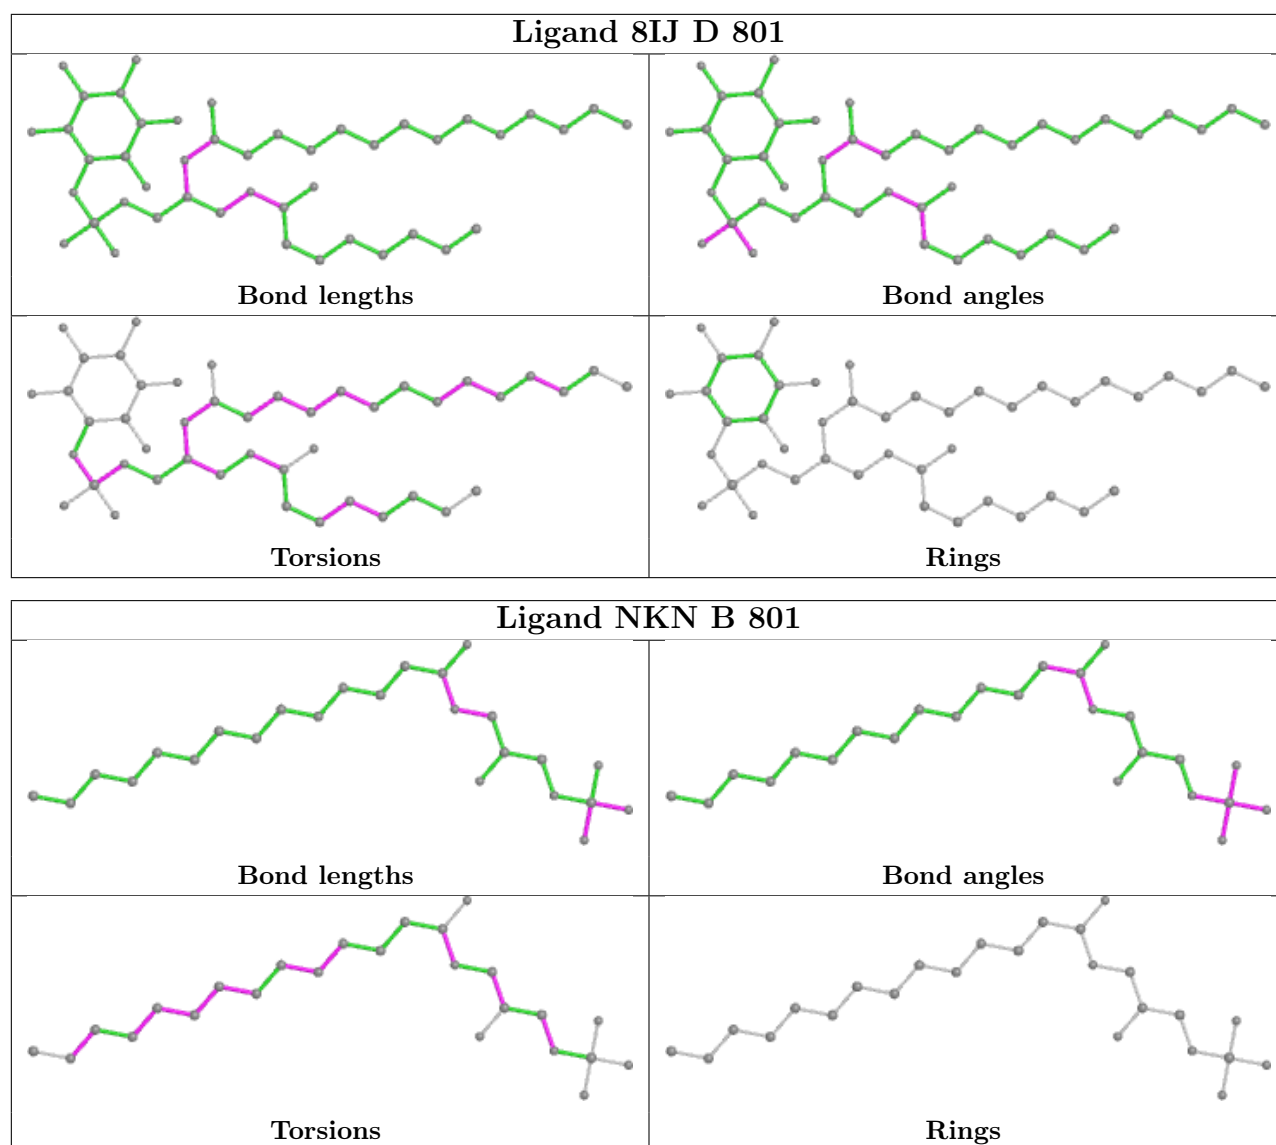 Ligand 8IJ D 801
Bond lengths
Bond angles
Torsions
Rings
Ligand NKN B 801
Bond lengths
Bond angles
Torsions
Rings